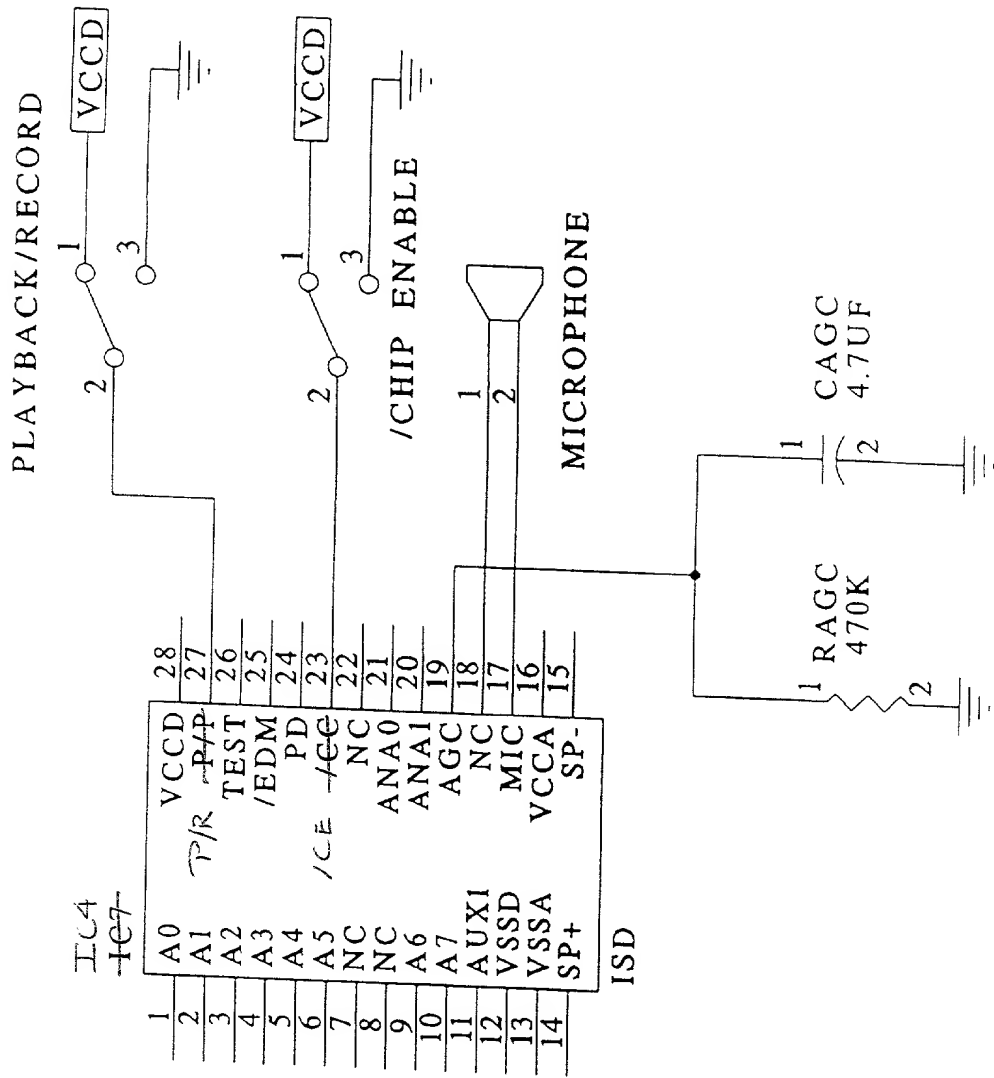 PLAYBACK/RECORD
IC4
IC7
1 A0 VCCD 28
2 A1 P/R P/P 27
3 A2 TEST 26
4 A3 /EDM 25
5 A4 PD 24
6 A5 /CE /CC 23
7 NC NC 22
8 NC ANA0 21
9 A6 ANA1 20
10 A7 AGC 19
11 AUX1 NC 18
12 VSSD MIC 17
13 VSSA VCCA 16
14 SP+ SP- 15
ISD
2 1 VCCD
3
2 1 VCCD
3
/CHIP ENABLE
1
2
MICROPHONE
1
RAGC
470K
2
1
CAGC
4.7UF
2